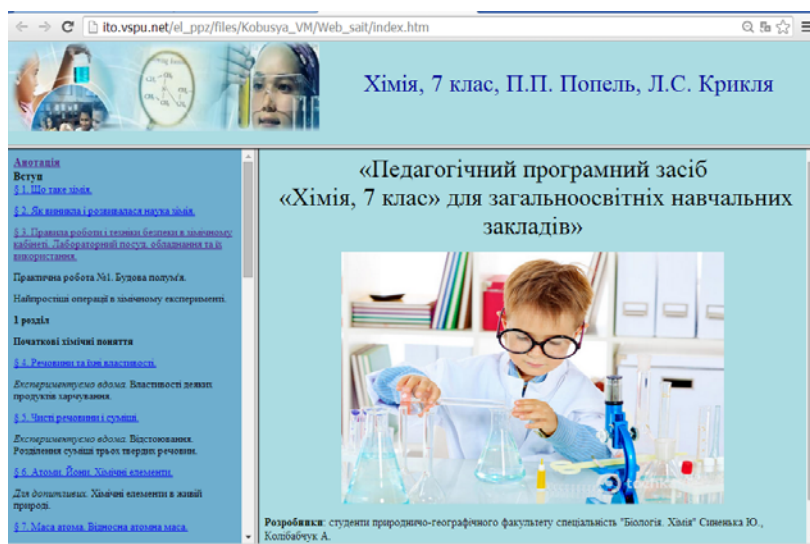 ito.vspu.net/el_ppz/files/Kobusya_VM/Web_sait/index.htm
Хімія, 7 клас, П.П. Попель, Л.С. Крикля
Анотація
Вступ
§ 1. Що таке хімія.
§ 2. Як виникла і розвивалася наука хімія.
§ 3. Правила роботи і техніки безпеки в хімічному
кабінеті. Лабораторний посуд, обладнання та їх
використання.
Практична робота №1. Будова полум'я.
Найпростіші операції в хімічному експерименті.
1 розділ
Початкові хімічні поняття
§ 4. Речовини та їхні властивості.
Експериментуємо вдома. Властивості деяких
продуктів харчування.
§ 5. Чисті речовини і суміші.
Експериментуємо вдома. Відстоювання.
Розділення суміші трьох твердих речовин.
§ 6. Атоми. Йони. Хімічні елементи.
Для допитливих. Хімічні елементи в живій
природі.
§ 7. Маса атома. Відносна атомна маса.
«Педагогічний програмний засіб
«Хімія, 7 клас» для загальноосвітніх навчальних
закладів»
Розробники: студенти природничо-географічного факультету спеціальність "Біологія. Хімія" Синенька Ю.,
Колібабчук А.